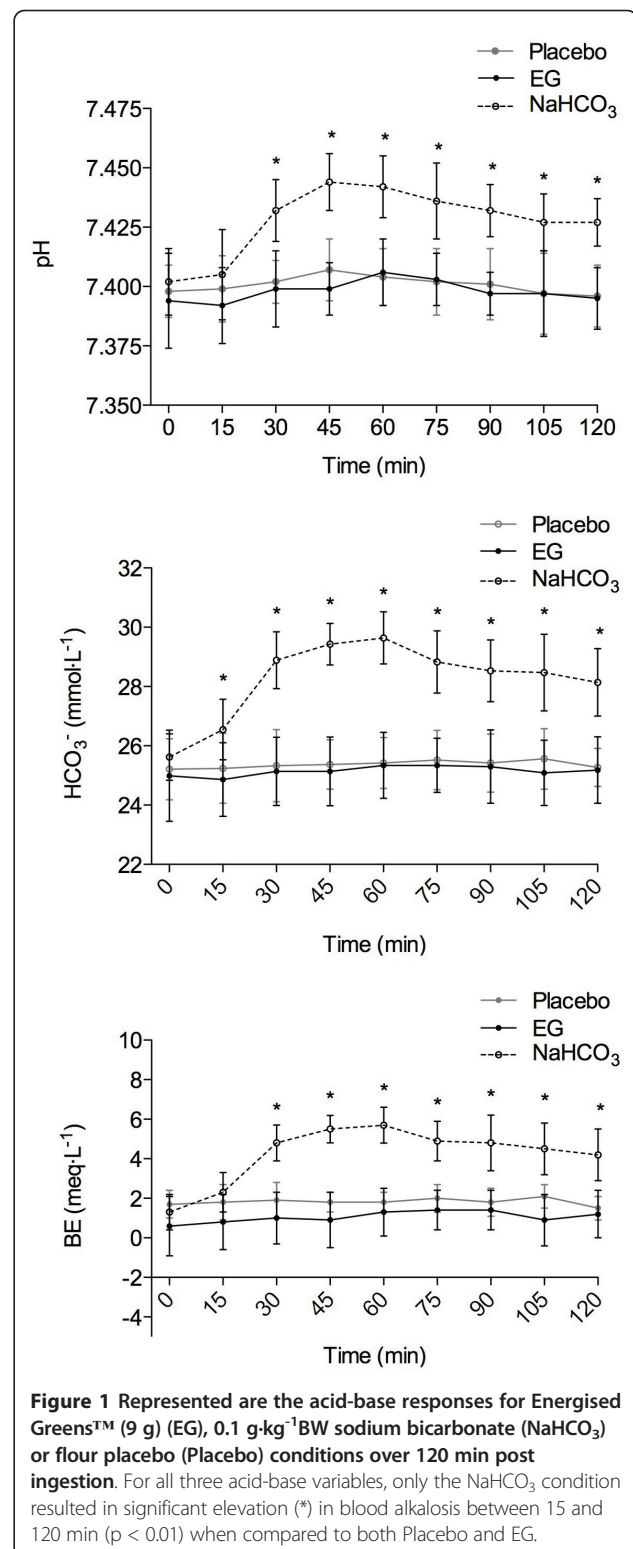 Placebo
EG
NaHCO₃
7.475
7.450
7.425
7.400
7.375
7.350
pH
* * * * * * *
0 15 30 45 60 75 90 105 120
Time (min)
Placebo
EG
NaHCO₃
32
30
28
26
24
22
HCO₃⁻ (mmol·L⁻¹)
* * * * * * * *
0 15 30 45 60 75 90 105 120
Time (min)
Placebo
EG
NaHCO₃
10
8
6
4
2
0
-2
-4
BE (meq·L⁻¹)
* * * * * * *
0 15 30 45 60 75 90 105 120
Time (min)
Figure 1 Represented are the acid-base responses for Energised
Greens™ (9 g) (EG), 0.1 g·kg⁻¹BW sodium bicarbonate (NaHCO₃)
or flour placebo (Placebo) conditions over 120 min post
ingestion. For all three acid-base variables, only the NaHCO₃ condition
resulted in significant elevation (*) in blood alkalosis between 15 and
120 min (p < 0.01) when compared to both Placebo and EG.